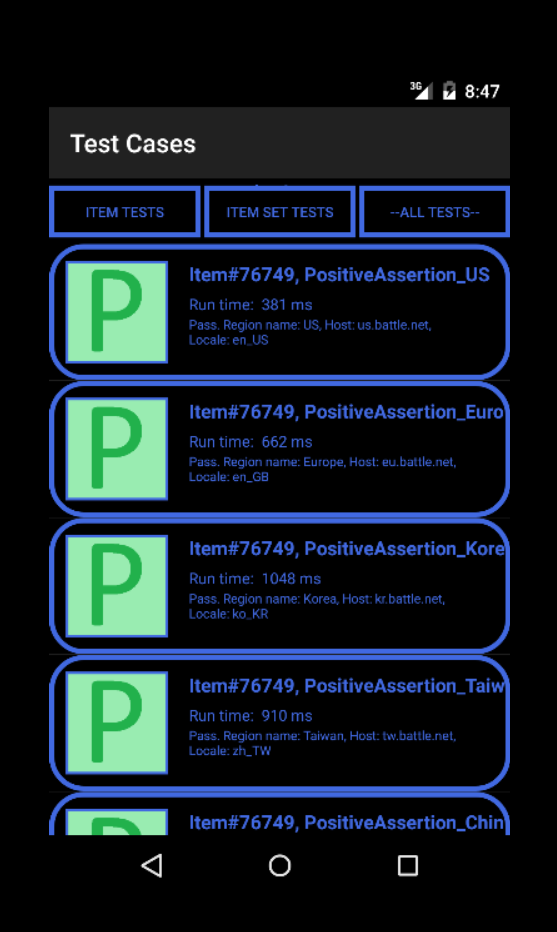 3G 8:47
Test Cases
ITEM TESTS ITEM SET TESTS --ALL TESTS--
P
Item#76749, PositiveAssertion_US
Run time: 381 ms
Pass. Region name: US, Host: us.battle.net,
Locale: en_US
P
Item#76749, PositiveAssertion_Euro
Run time: 662 ms
Pass. Region name: Europe, Host: eu.battle.net,
Locale: en_GB
P
Item#76749, PositiveAssertion_Kore
Run time: 1048 ms
Pass. Region name: Korea, Host: kr.battle.net,
Locale: ko_KR
P
Item#76749, PositiveAssertion_Taiw
Run time: 910 ms
Pass. Region name: Taiwan, Host: tw.battle.net,
Locale: zh_TW
P
Item#76749, PositiveAssertion_Chin